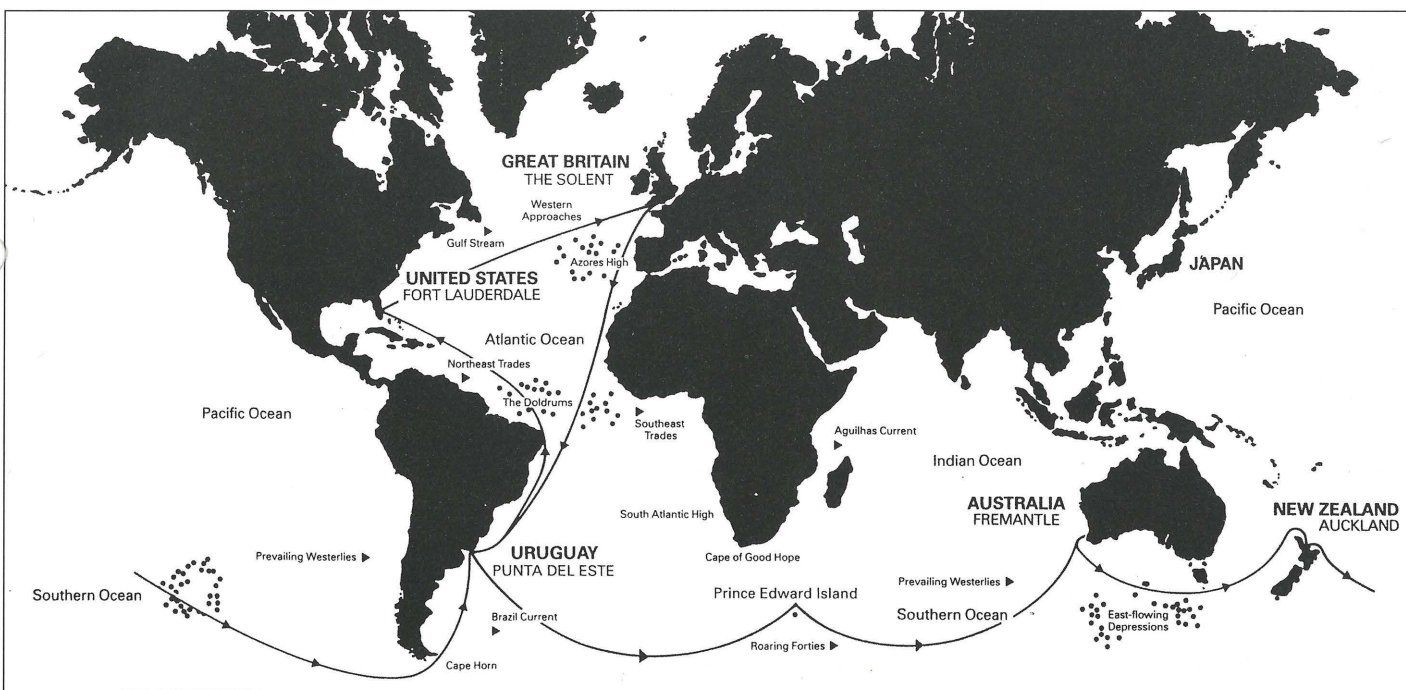 GREAT BRITAIN
THE SOLENT
Western
Approaches
Gulf Stream
Azores High
UNITED STATES
FORT LAUDERDALE
JAPAN
Pacific Ocean
Atlantic Ocean
Northeast Trades
The Doldrums
Pacific Ocean
Southeast
Trades
Aguilhas Current
Indian Ocean
AUSTRALIA
FREMANTLE
NEW ZEALAND
AUCKLAND
South Atlantic High
Cape of Good Hope
Prevailing Westerlies
URUGUAY
PUNTA DEL ESTE
Prevailing Westerlies
Prince Edward Island
Southern Ocean
Southern Ocean
East-flowing
Depressions
Brazil Current
Roaring Forties
Cape Horn